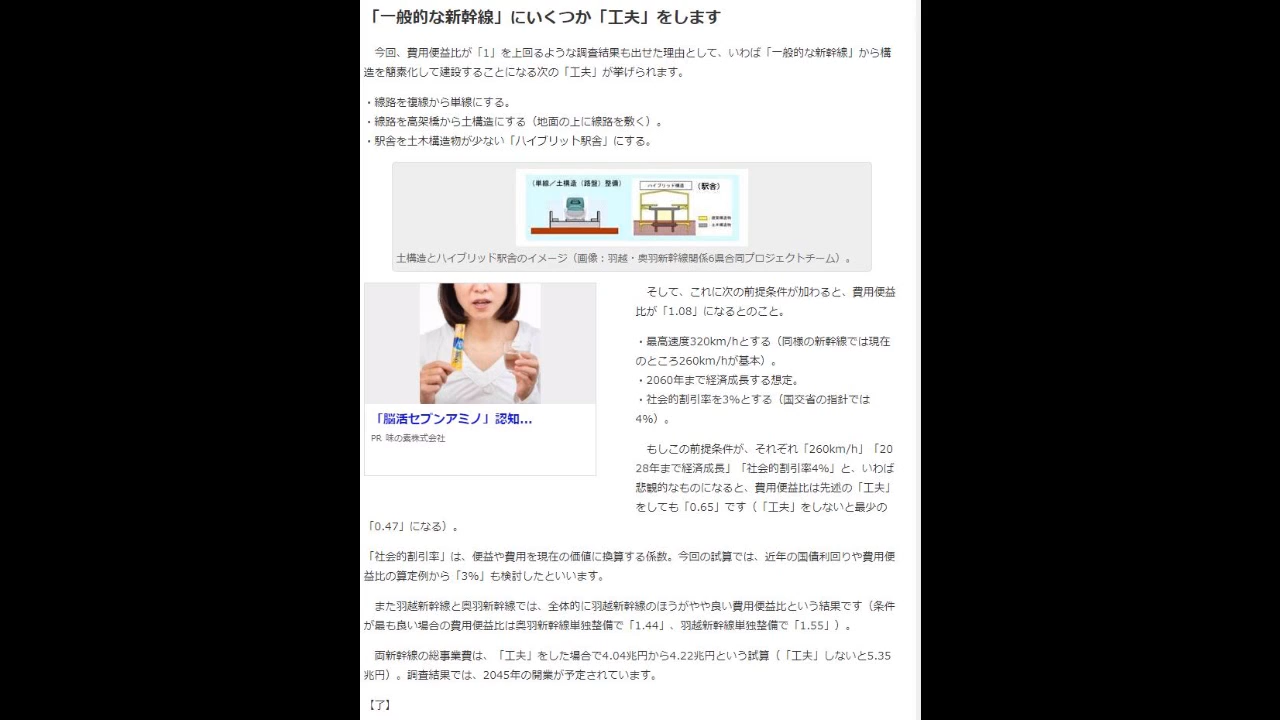 「一般的な新幹線」にいくつか「工夫」をします
今回、費用便益比が「1」を上回るような調査結果も出せた理由として、いわば「一般的な新幹線」から構
造を簡素化して建設することになる次の「工夫」が挙げられます。
・線路を複線から単線にする。
・線路を高架橋から土構造にする（地面の上に線路を敷く）。
・駅舎を土木構造物が少ない「ハイブリット駅舎」にする。
（単線／土構造（路盤）整備）
ハイブリッド構造
（駅舎）
土構造とハイブリッド駅舎のイメージ（画像：羽越・奥羽新幹線関係6県合同プロジェクトチーム）。
「脳活セブンアミノ」認知...
PR 味の素株式会社
そして、これに次の前提条件が加わると、費用便益
比が「1.08」になるとのこと。
・最高速度320km/hとする（同様の新幹線では現在
のところ260km/hが基本）。
・2060年まで経済成長する想定。
・社会的割引率を3%とする（国交省の指針では
4%）。
もしこの前提条件が、それぞれ「260km/h」「20
28年まで経済成長」「社会的割引率4%」と、いわば
悲観的なものになると、費用便益比は先述の「工夫」
をしても「0.65」です（「工夫」をしないと最少の
「0.47」になる）。
「社会的割引率」は、便益や費用を現在の価値に換算する係数。今回の試算では、近年の国債利回りや費用便
益比の算定例から「3%」も検討したといいます。
また羽越新幹線と奥羽新幹線では、全体的に羽越新幹線のほうがやや良い費用便益比という結果です（条件
が最も良い場合の費用便益比は奥羽新幹線単独整備で「1.44」、羽越新幹線単独整備で「1.55」）。
両新幹線の総事業費は、「工夫」をした場合で4.04兆円から4.22兆円という試算（「工夫」しないと5.35
兆円）。調査結果では、2045年の開業が予定されています。
【了】